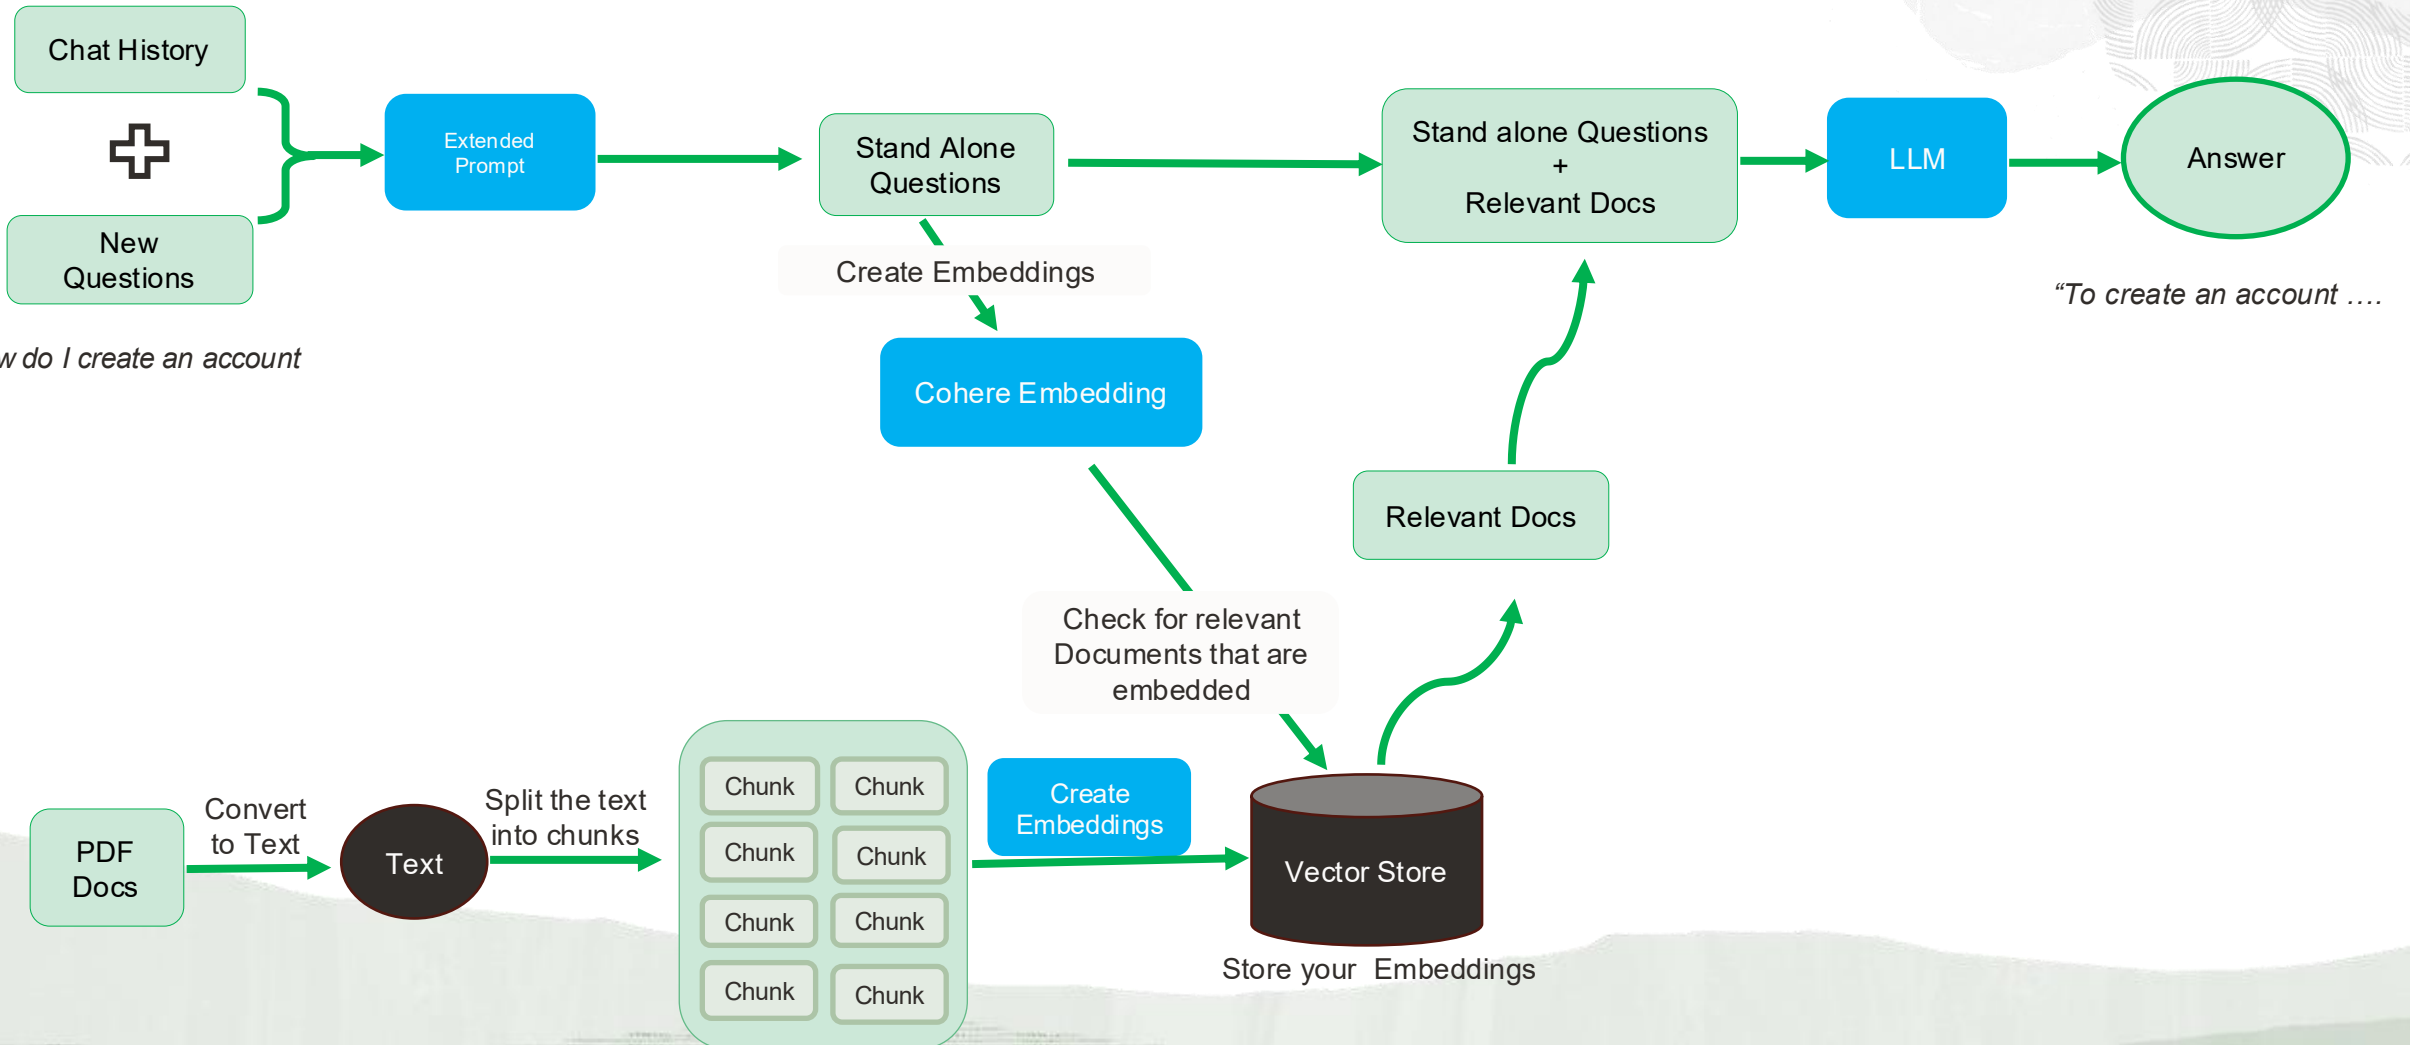 Chat History
New
Questions
w do I create an account
Extended
Prompt
Stand Alone
Questions
Create Embeddings
Cohere Embedding
Check for relevant
Documents that are
embedded
Stand alone Questions
+
Relevant Docs
LLM
Answer
“To create an account ....
Relevant Docs
PDF
Docs
Convert
to Text
Text
Split the text
into chunks
Chunk Chunk
Chunk Chunk
Chunk Chunk
Chunk Chunk
Create
Embeddings
Vector Store
Store your Embeddings